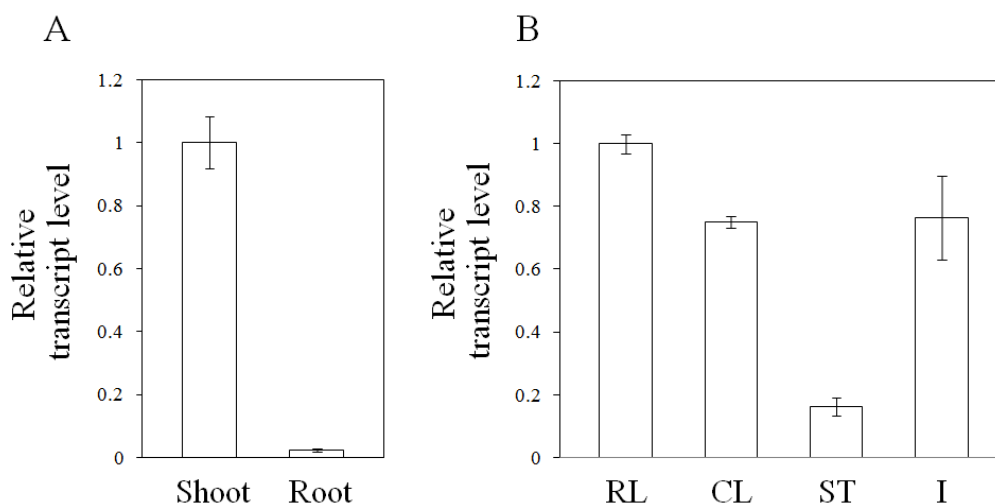 A
Relative
transcript level
1.2
1
0.8
0.6
0.4
0.2
0
Shoot Root
B
Relative
transcript level
1.2
1
0.8
0.6
0.4
0.2
0
RL CL ST I